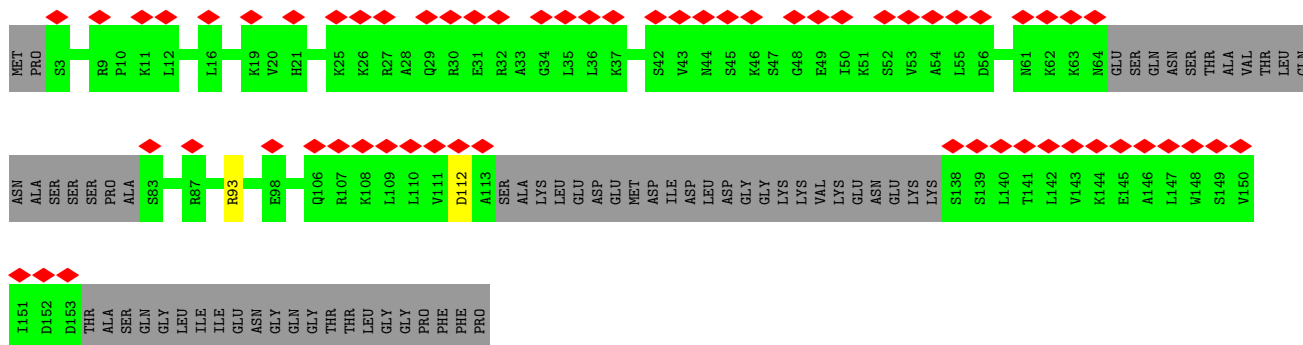 MET PRO S3 R9 P10 K11 L12 L16 K19 V20 H21 K25 K26 R27 A28 Q29 R30 E31 R32 A33 G34 L35 L36 K37 S42 V43 N44 S45 K46 S47 G48 E49 I50 K51 S52 V53 A54 L55 D56 N61 K62 K63 N64 GLU SER GLN ASN SER THR ALA VAL THR LEU GLN
ASN ALA SER SER SER PRO ALA S83 R87 R93 E98 Q106 R107 K108 L109 L110 V111 D112 A113 SER ALA LYS LEU GLU ASP GLU MET ASP ILE ASP LEU ASP GLY GLY LYS LYS VAL LYS GLU ASN GLU LYS LYS S138 S139 L140 T141 L142 V143 K144 E145 A146 L147 W148 S149 V150
I151 D152 D153 THR ALA SER GLN GLY LEU ILE ILE GLU ASN GLY GLN GLY THR THR LEU GLY GLY PRO PHE PHE PRO